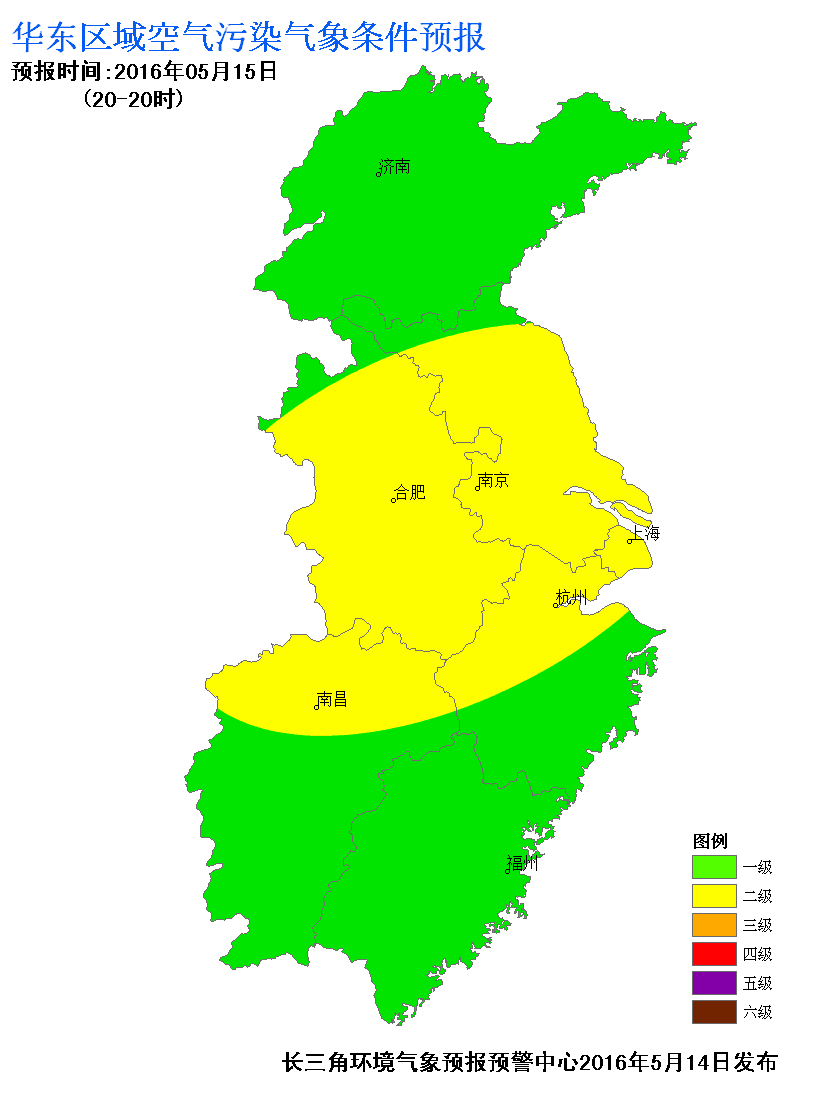 华东区域空气污染气象条件预报
预报时间:2016年05月15日
(20-20时)
济南
南京
合肥
上海
杭州
南昌
图例
一级
福州
二级
三级
四级
五级
六级
长三角环境气象预报预警中心2016年5月14日发布